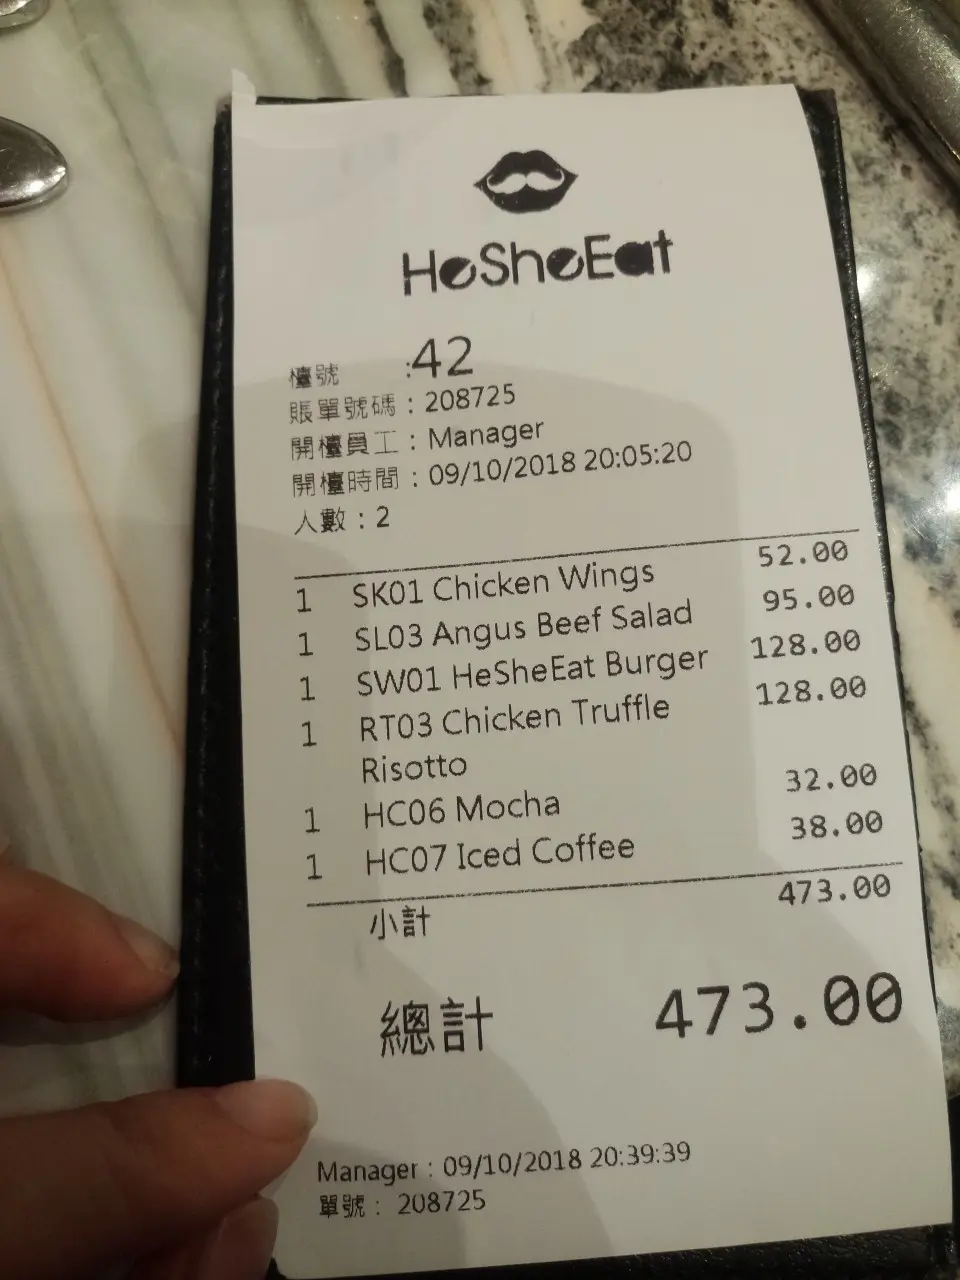 HeSheEat
檯號 :42
賬單號碼 : 208725
開檯員工 : Manager
開檯時間 : 09/10/2018 20:05:20
人數 : 2
1 SK01 Chicken Wings 52.00
1 SL03 Angus Beef Salad 95.00
1 SW01 HeSheEat Burger 128.00
1 RT03 Chicken Truffle 128.00
Risotto
1 HC06 Mocha 32.00
1 HC07 Iced Coffee 38.00
小計 473.00
總計 473.00
Manager : 09/10/2018 20:39:39
單號 : 208725